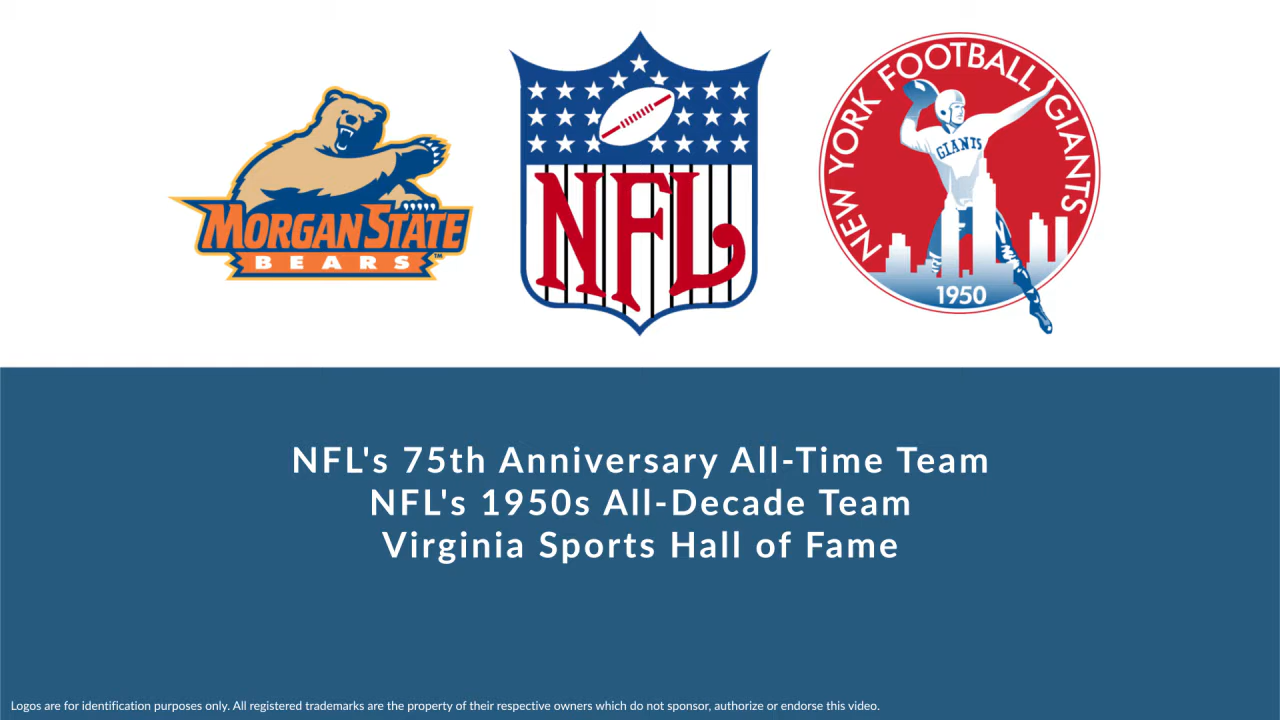 MORGAN STATE
BEARS
TM
NFL
NEW YORK FOOTBALL GIANTS
GIANTS
1950
NFL's 75th Anniversary All-Time Team
NFL's 1950s All-Decade Team
Virginia Sports Hall of Fame
Logos are for identification purposes only. All registered trademarks are the property of their respective owners which do not sponsor, authorize or endorse this video.